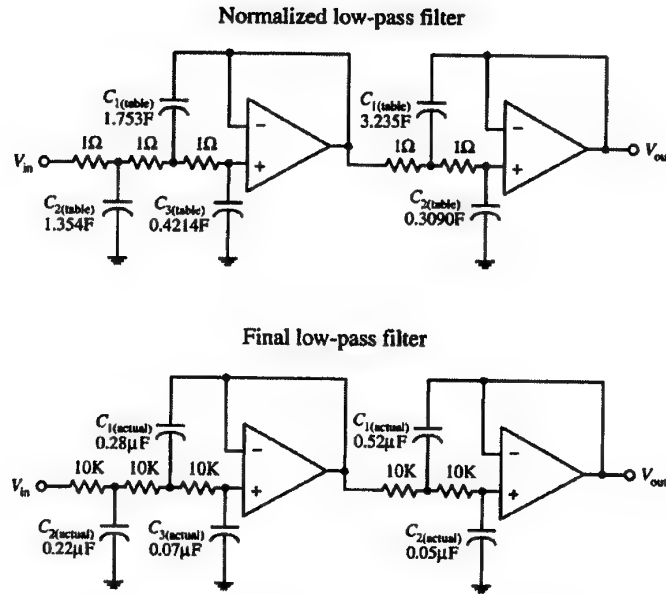 Normalized low-pass filter
C1(table)
1.753F
C1(table)
3.235F
1Ω 1Ω 1Ω
1Ω 1Ω
Vin
Vout
C2(table)
1.354F
C3(table)
0.4214F
C2(table)
0.3090F
Final low-pass filter
C1(actual)
0.28μF
C1(actual)
0.52μF
10K 10K 10K
10K 10K
Vin
Vout
C2(actual)
0.22μF
C3(actual)
0.07μF
C2(actual)
0.05μF